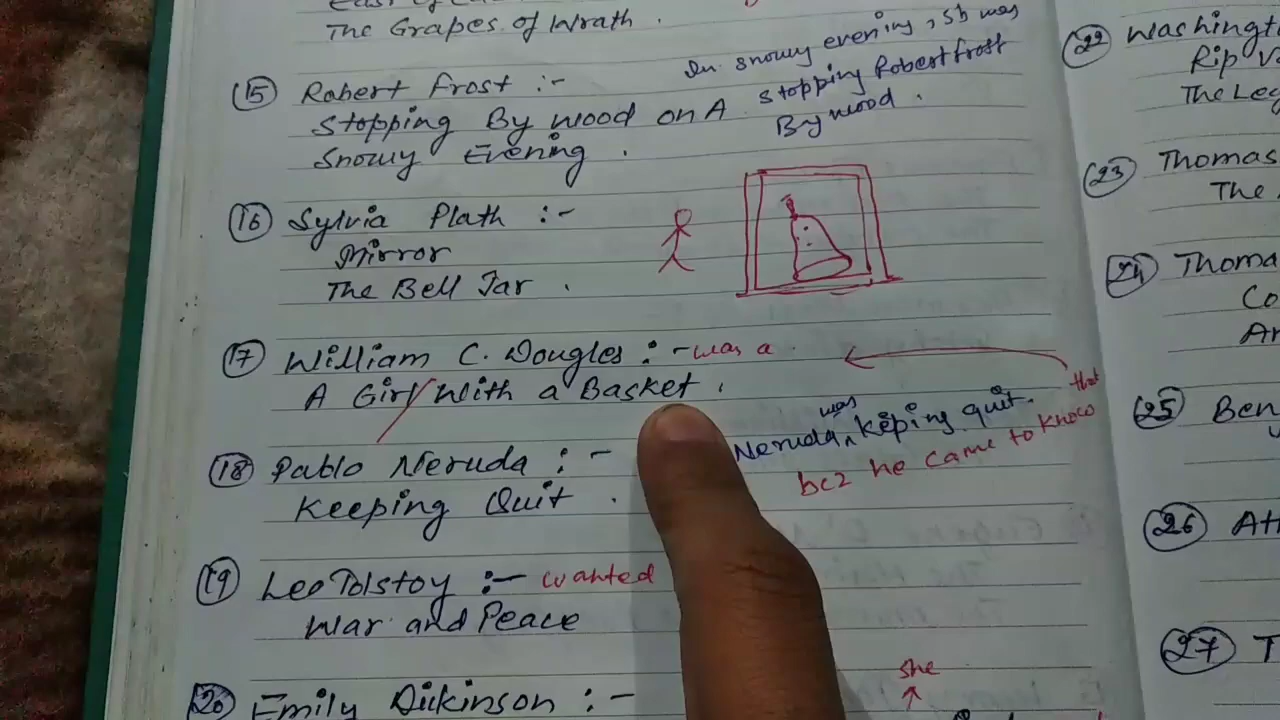 The Grapes of Wrath .
(15) Robert Frost :-
Stopping By wood on A
Snowy Evening .
In snowy evening, sb was
stopping Robert frost
By wood .
(16) Sylvia Plath :-
Mirror
The Bell Jar .
(17) William C. Dougles :- was a
A Girl / With a Basket .
(18) Pablo Neruda :-
Keeping Quit .
was
Neruda ^ keping quit.
that
bcz he came to know
(19) Leo Tolstoy :- wanted
War and Peace
(20) Emily Dickinson :-
she
(22) Washingt
Rip V
The Leg
(23) Thomas
The
(24) Thoma
Co
Ar
(25) Ben
(26) At
(27) T